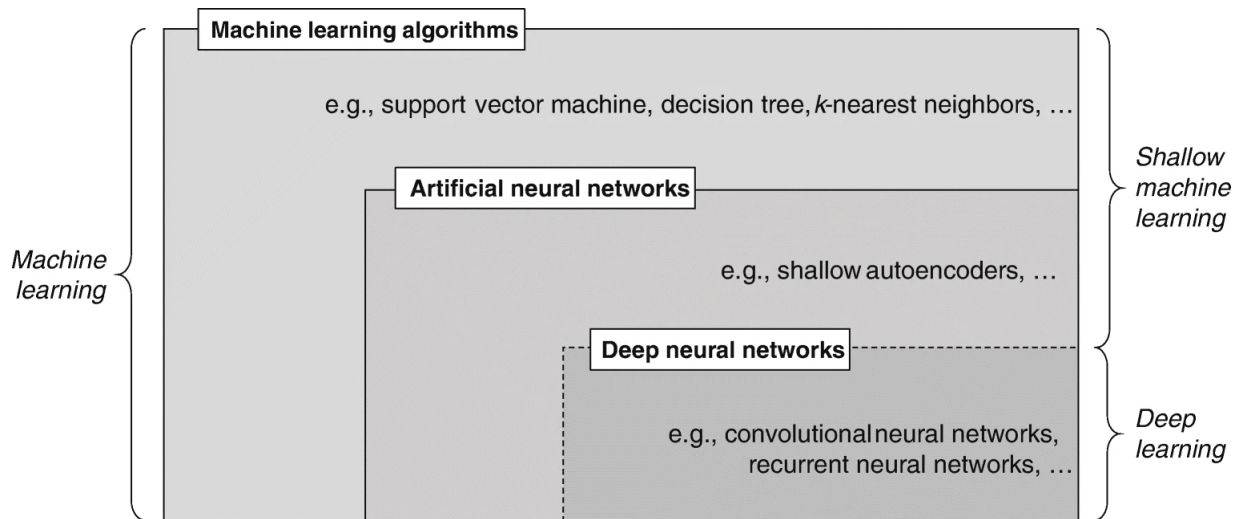 Machine learning algorithms
e.g., support vector machine, decision tree, k-nearest neighbors, …
Artificial neural networks
Shallow
machine
learning
Machine
learning
e.g., shallow autoencoders, …
Deep neural networks
e.g., convolutional neural networks,
recurrent neural networks, …
Deep
learning